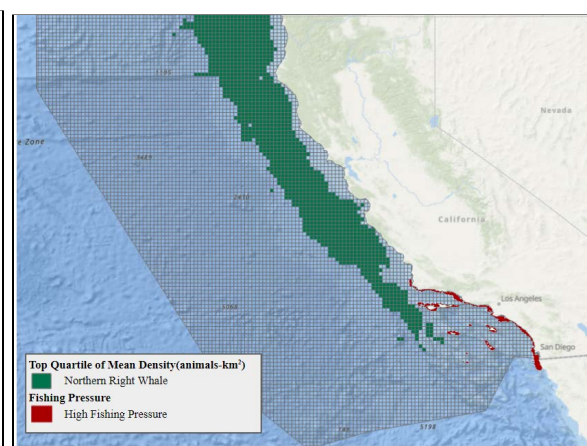 e Zone
Nevada
California
Los Angeles
San Diego
Top Quartile of Mean Density(animals-km²)
Northern Right Whale
Fishing Pressure
High Fishing Pressure